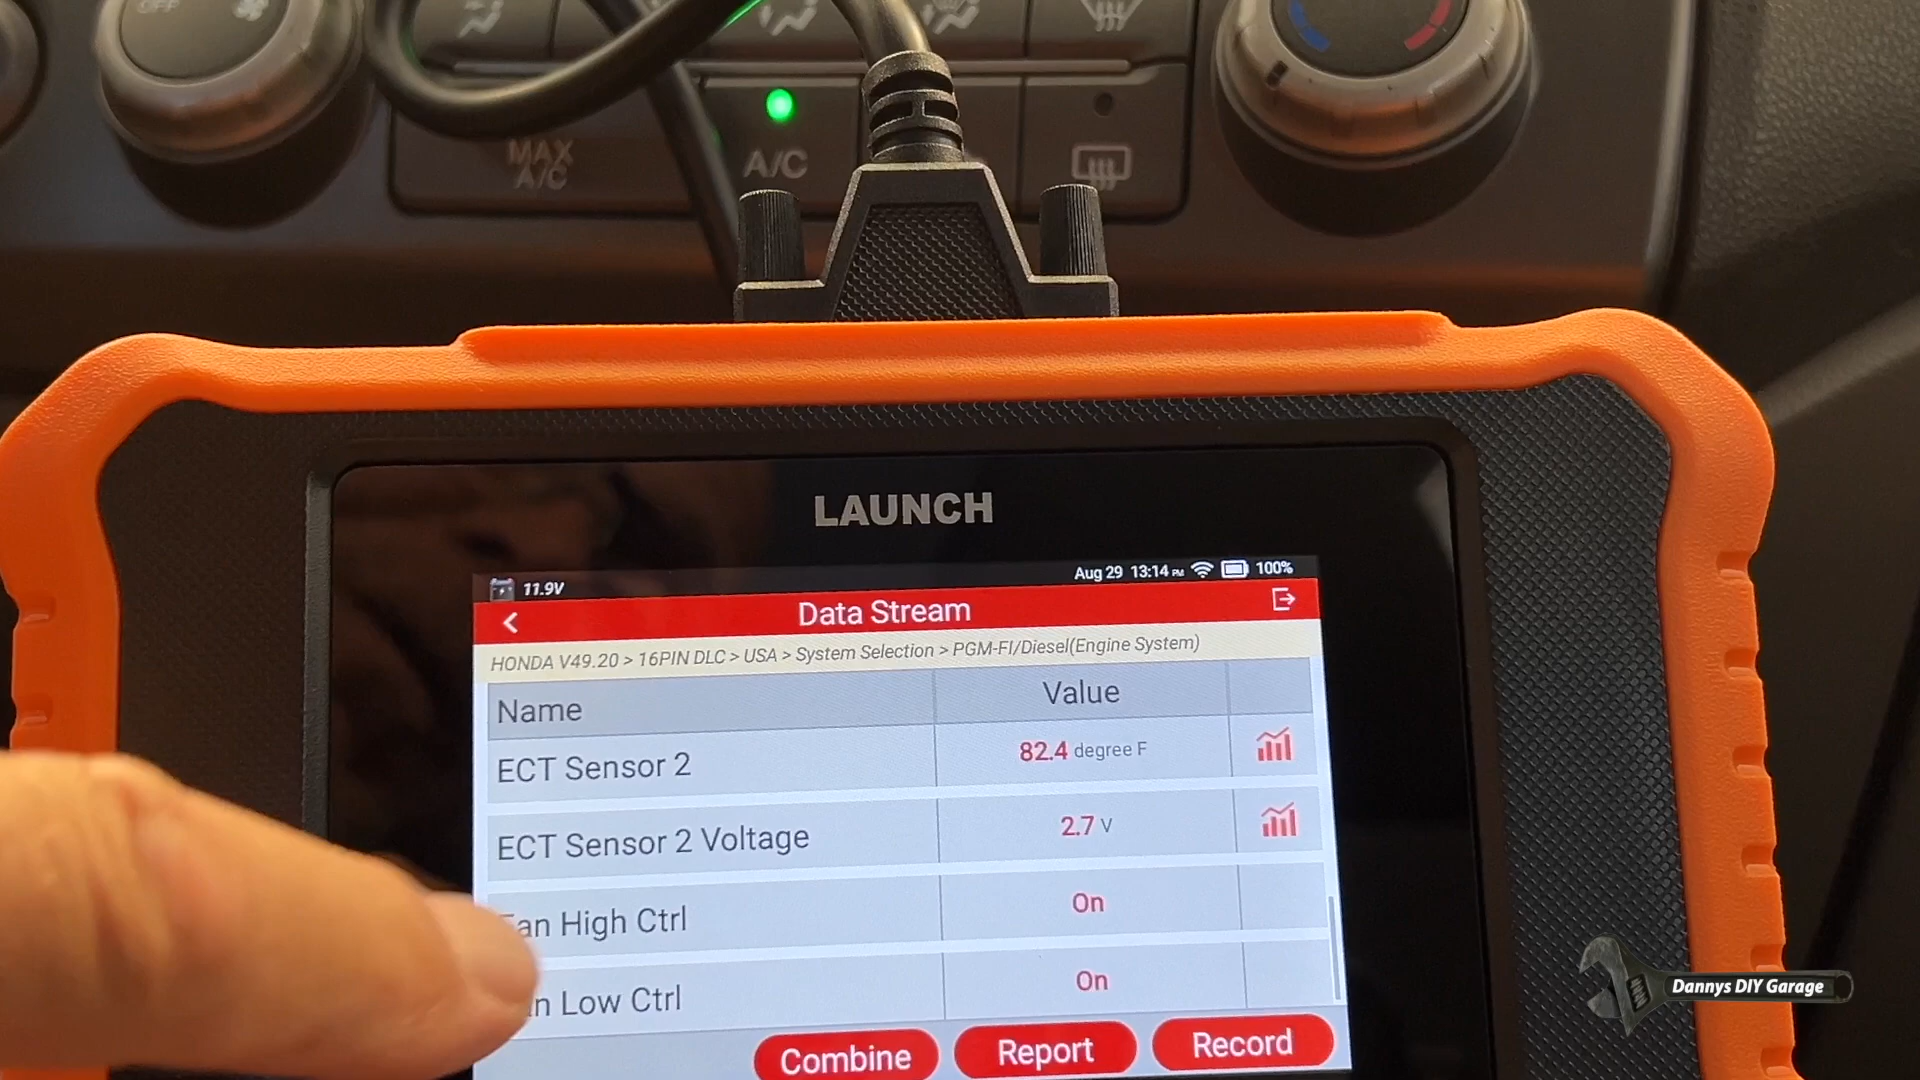 OFF
MAX
A/C
A/C
LAUNCH
11.9V
Aug 29 13:14 PM 100%
Data Stream
HONDA V49.20 > 16PIN DLC > USA > System Selection > PGM-FI/Diesel(Engine System)
Name Value
ECT Sensor 2 82.4 degree F
ECT Sensor 2 Voltage 2.7 V
an High Ctrl On
n Low Ctrl On
Combine Report Record
Dannys DIY Garage